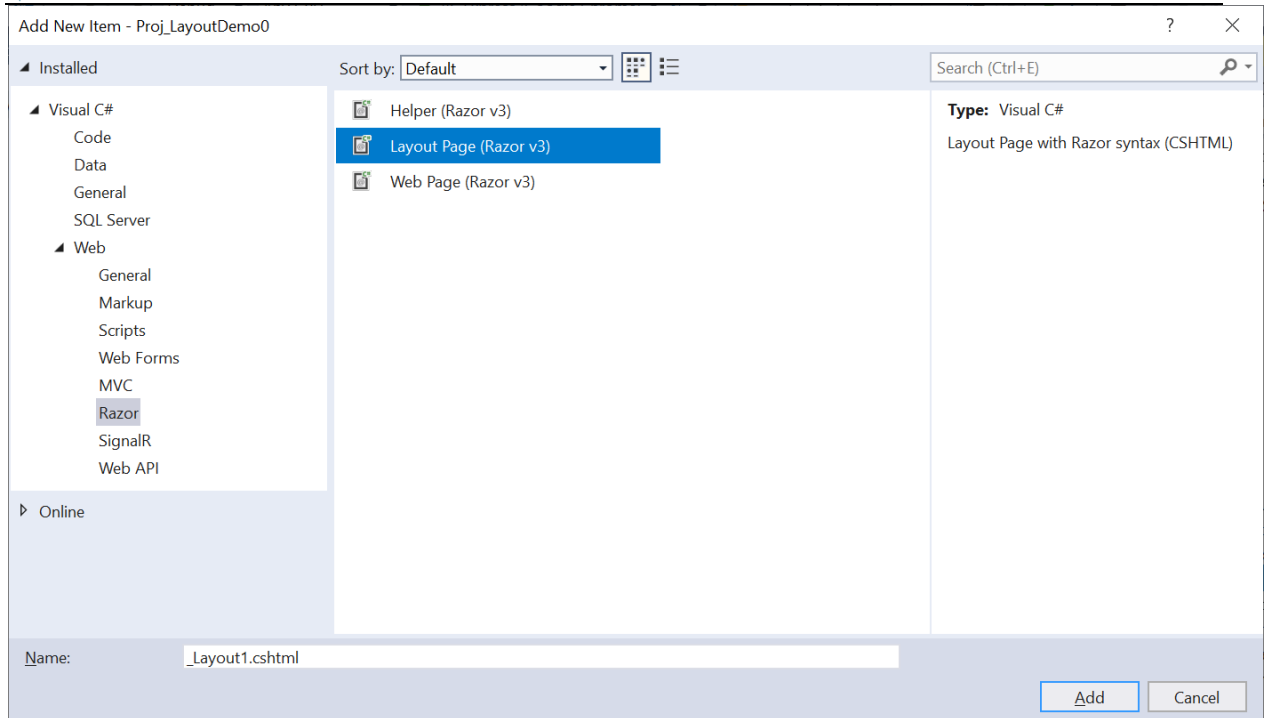 Add New Item - Proj_LayoutDemo0
?
Installed
Sort by: Default
Search (Ctrl+E)
Visual C#
Code
Data
General
SQL Server
Web
General
Markup
Scripts
Web Forms
MVC
Razor
SignalR
Web API
Online
Helper (Razor v3)
Layout Page (Razor v3)
Web Page (Razor v3)
Type: Visual C#
Layout Page with Razor syntax (CSHTML)
Name: _Layout1.cshtml
Add Cancel